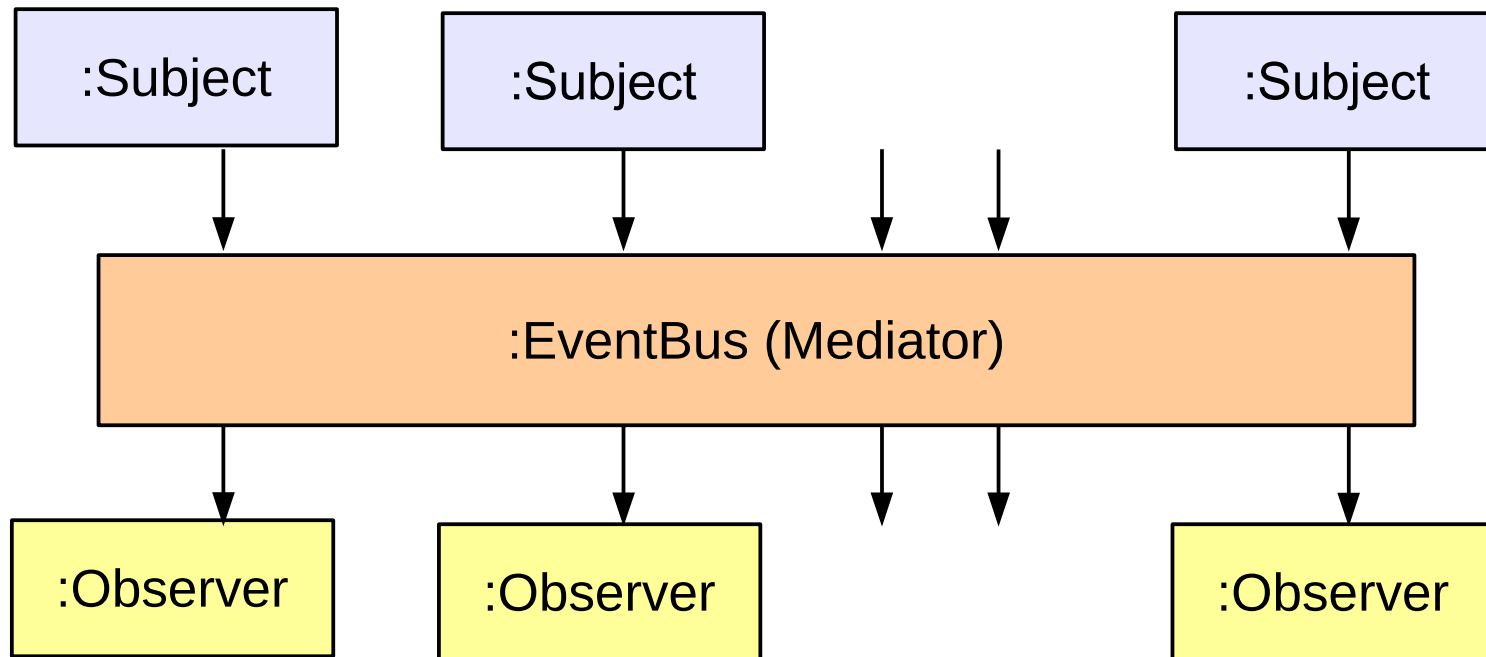 :Subject
:Subject
:Subject
:EventBus (Mediator)
:Observer
:Observer
:Observer